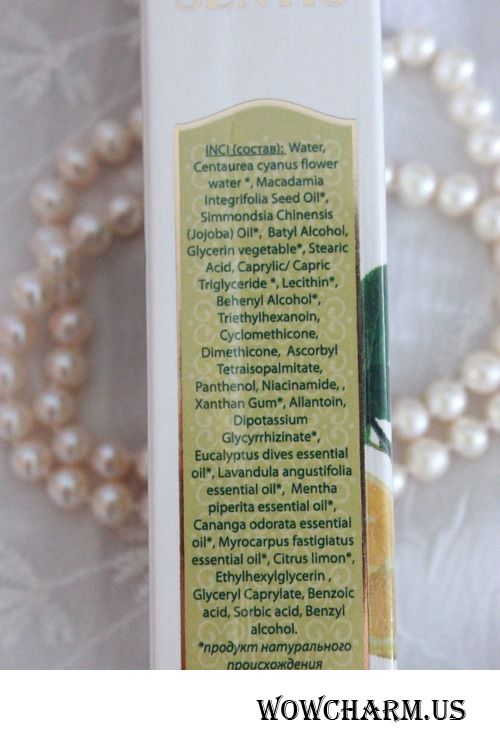 INCI (состав): Water,
Centaurea cyanus flower
water *, Macadamia
Integrifolia Seed Oil*,
Simmondsia Chinensis
(Jojoba) Oil*, Batyl Alcohol,
Glycerin vegetable*, Stearic
Acid, Caprylic/ Capric
Triglyceride *, Lecithin*,
Behenyl Alcohol*,
Triethylhexanoin,
Cyclomethicone,
Dimethicone, Ascorbyl
Tetraisopalmitate,
Panthenol, Niacinamide, ,
Xanthan Gum*, Allantoin,
Dipotassium
Glycyrrhizinate*,
Eucalyptus dives essential
oil*, Lavandula angustifolia
essential oil*, Mentha
piperita essential oil*,
Cananga odorata essential
oil*, Myrocarpus fastigiatus
essential oil*, Citrus limon*,
Ethylhexylglycerin ,
Glyceryl Caprylate, Benzoic
acid, Sorbic acid, Benzyl
alcohol.
*продукт натурального
происхождения
WOWCHARM.US